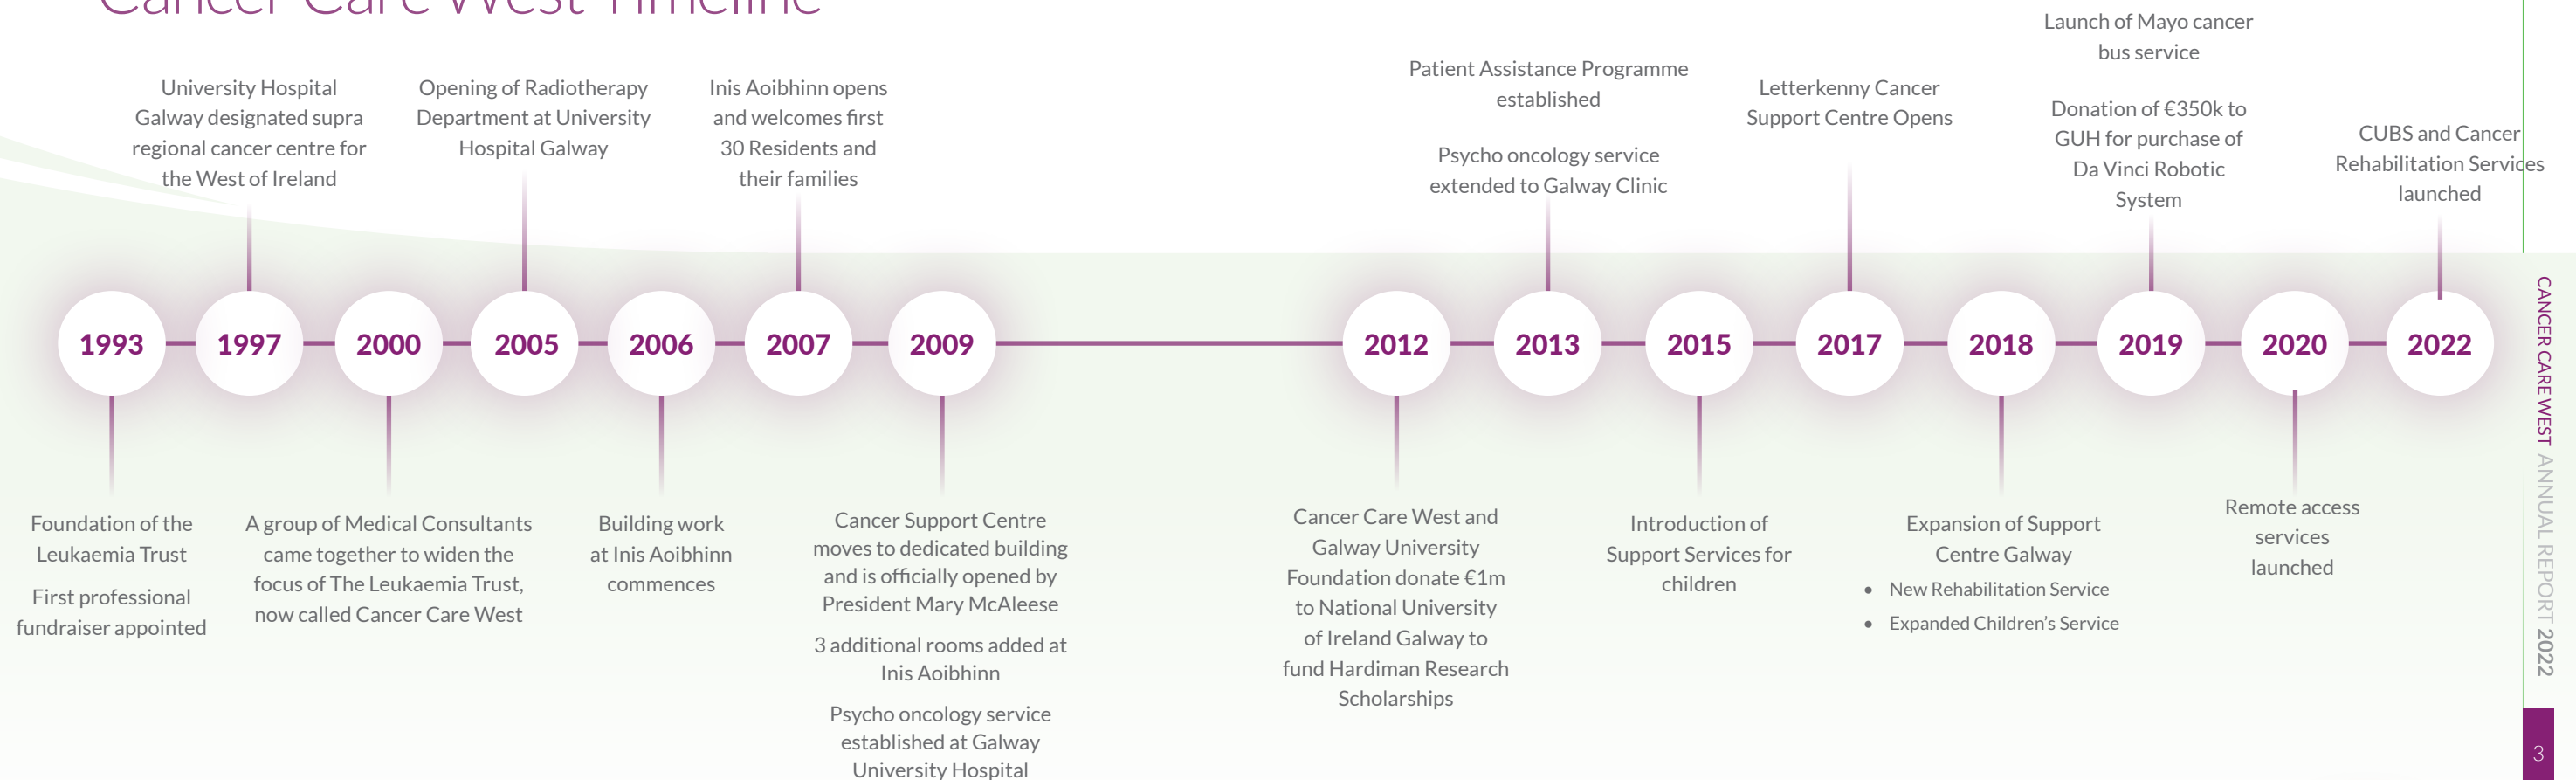 Cancer Care West Timeline
University Hospital
Galway designated supra
regional cancer centre for
the West of Ireland
Opening of Radiotherapy
Department at University
Hospital Galway
Inis Aoibhinn opens
and welcomes first
30 Residents and
their families
Patient Assistance Programme
established
Psycho oncology service
extended to Galway Clinic
Letterkenny Cancer
Support Centre Opens
Launch of Mayo cancer
bus service
Donation of €350k to
GUH for purchase of
Da Vinci Robotic
System
CUBS and Cancer
Rehabilitation Services
launched
1993
1997
2000
2005
2006
2007
2009
2012
2013
2015
2017
2018
2019
2020
2022
Foundation of the
Leukaemia Trust
First professional
fundraiser appointed
A group of Medical Consultants
came together to widen the
focus of The Leukaemia Trust,
now called Cancer Care West
Building work
at Inis Aoibhinn
commences
Cancer Support Centre
moves to dedicated building
and is officially opened by
President Mary McAleese
3 additional rooms added at
Inis Aoibhinn
Psycho oncology service
established at Galway
University Hospital
Cancer Care West and
Galway University
Foundation donate €1m
to National University
of Ireland Galway to
fund Hardiman Research
Scholarships
Introduction of
Support Services for
children
Expansion of Support
Centre Galway
• New Rehabilitation Service
• Expanded Children’s Service
Remote access
services
launched
CANCER CARE WEST ANNUAL REPORT 2022
3